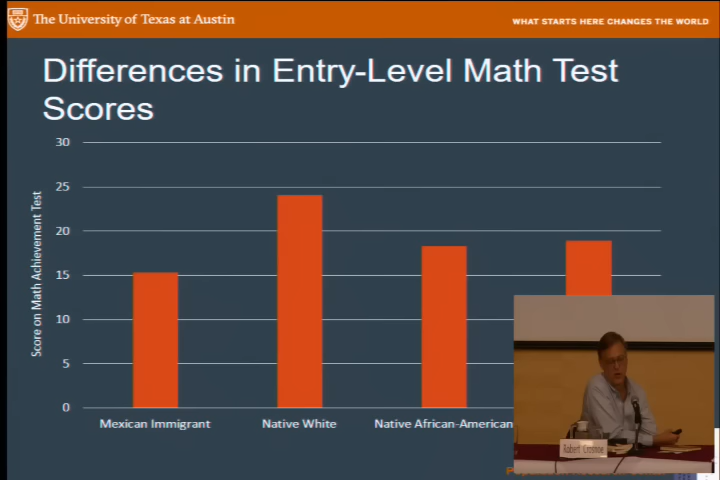 The University of Texas at Austin
WHAT STARTS HERE CHANGES THE WORLD
Differences in Entry-Level Math Test
Scores
Score on Math Achievement Test
30
25
20
15
10
5
0
Mexican Immigrant
Native White
Native African-American
Robert Crosnoe